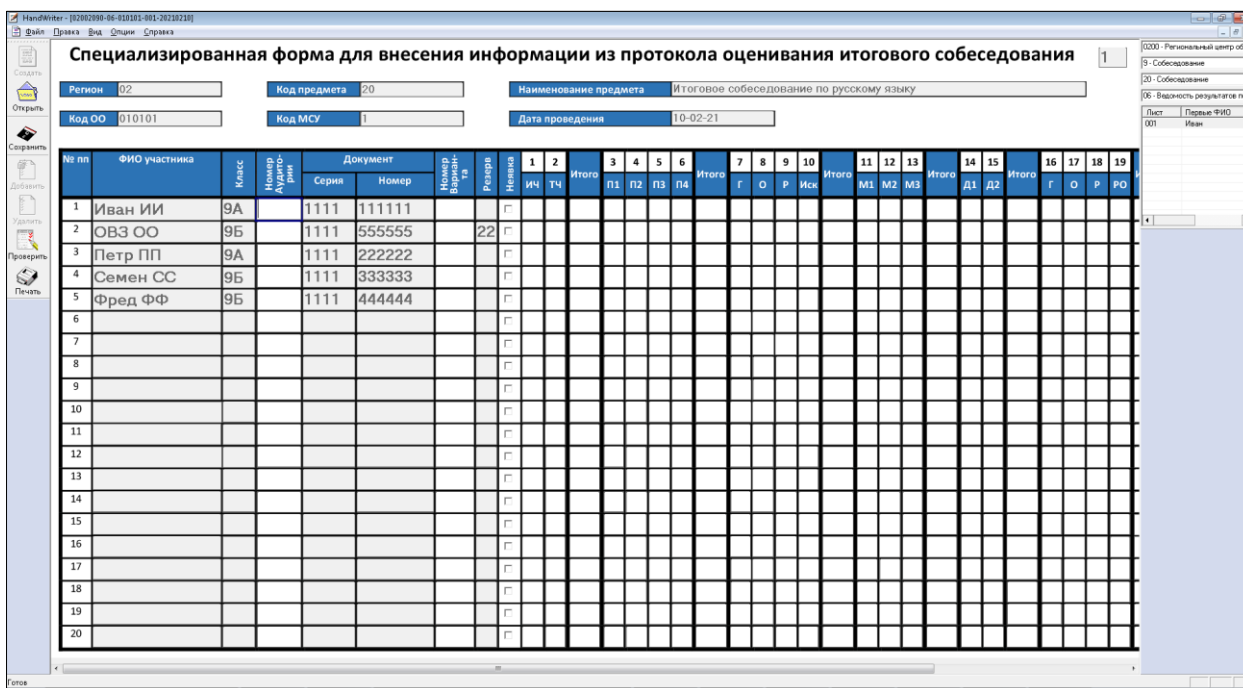 HandWriter - [02002090-06-010101-001-20210210]
Файл Правка Вид Опции Справка
Создать
Открыть
Сохранить
Добавить
Удалить
Проверить
Печать
Специализированная форма для внесения информации из протокола оценивания итогового собеседования 1
Регион 02 Код предмета 20 Наименование предмета Итоговое собеседование по русскому языку
Код ОО 010101 Код МСУ 1 Дата проведения 10-02-21
№ пп ФИО участника Класс Номер Аудито-рии Документ Номер Вариан-та Резерв Неявка 1 2 Итого 3 4 5 6 Итого 7 8 9 10 Итого 11 12 13 Итого 14 15 Итого 16 17 18 19
Серия Номер ИЧ ТЧ П1 П2 П3 П4 Г О Р Иск М1 М2 М3 Д1 Д2 Г О Р РО
1 Иван ИИ 9А 1111 111111
2 ОВЗ ОО 9Б 1111 555555 22
3 Петр ПП 9А 1111 222222
4 Семен СС 9Б 1111 333333
5 Фред ФФ 9Б 1111 444444
6
7
8
9
10
11
12
13
14
15
16
17
18
19
20
0200 - Региональный центр об
9 - Собеседование
20 - Собеседование
06 - Ведомость результатов п
Лист Первые ФИО
001 Иван
Готов